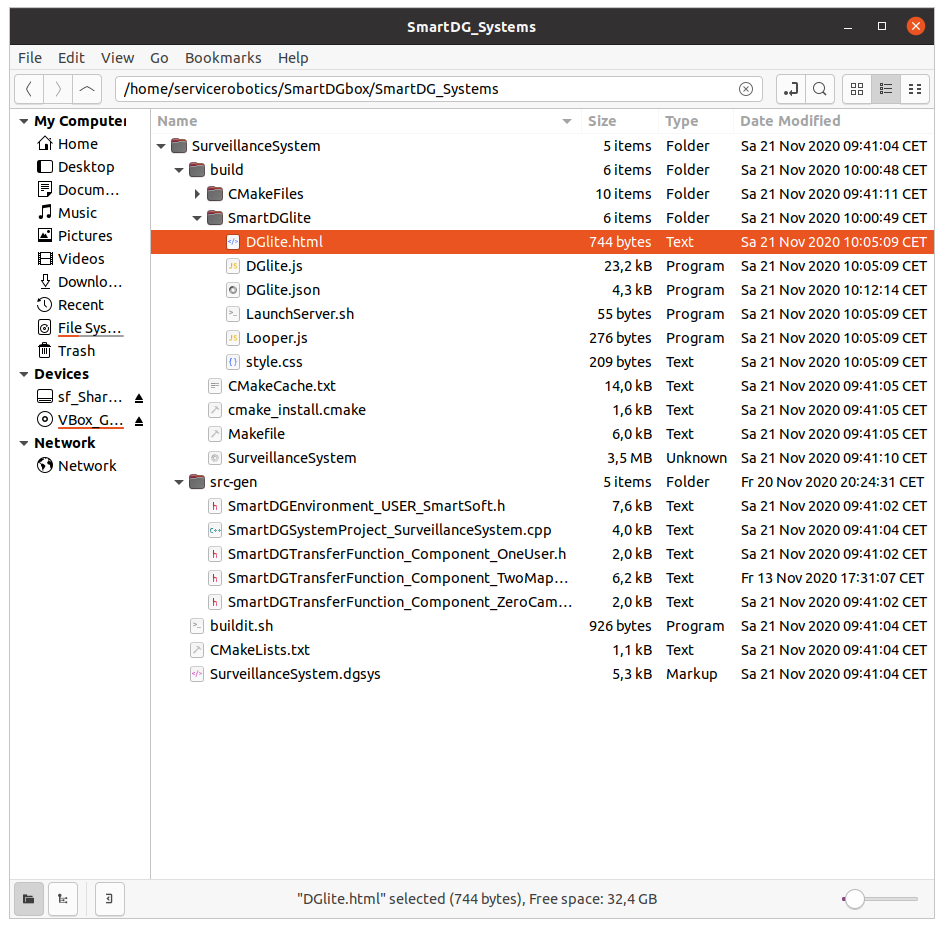 SmartDG_Systems
File Edit View Go Bookmarks Help
/home/servicerobotics/SmartDGbox/SmartDG_Systems
My Computer
Home
Desktop
Docum...
Music
Pictures
Videos
Downlo...
Recent
File Sys...
Trash
Devices
sf_Shar...
VBox_G...
Network
Network
Name Size Type Date Modified
SurveillanceSystem 5 items Folder Sa 21 Nov 2020 09:41:04 CET
build 6 items Folder Sa 21 Nov 2020 10:00:48 CET
CMakeFiles 10 items Folder Sa 21 Nov 2020 09:41:11 CET
SmartDGlite 6 items Folder Sa 21 Nov 2020 10:00:49 CET
DGlite.html 744 bytes Text Sa 21 Nov 2020 10:05:09 CET
DGlite.js 23,2 kB Program Sa 21 Nov 2020 10:05:09 CET
DGlite.json 4,3 kB Program Sa 21 Nov 2020 10:12:14 CET
LaunchServer.sh 55 bytes Program Sa 21 Nov 2020 10:05:09 CET
Looper.js 276 bytes Program Sa 21 Nov 2020 10:05:09 CET
style.css 209 bytes Text Sa 21 Nov 2020 10:05:09 CET
CMakeCache.txt 14,0 kB Text Sa 21 Nov 2020 09:41:05 CET
cmake_install.cmake 1,6 kB Text Sa 21 Nov 2020 09:41:05 CET
Makefile 6,0 kB Text Sa 21 Nov 2020 09:41:05 CET
SurveillanceSystem 3,5 MB Unknown Sa 21 Nov 2020 09:41:10 CET
src-gen 5 items Folder Fr 20 Nov 2020 20:24:31 CET
SmartDGEnvironment_USER_SmartSoft.h 7,6 kB Text Sa 21 Nov 2020 09:41:02 CET
SmartDGSystemProject_SurveillanceSystem.cpp 4,0 kB Text Sa 21 Nov 2020 09:41:04 CET
SmartDGTransferFunction_Component_OneUser.h 2,0 kB Text Sa 21 Nov 2020 09:41:02 CET
SmartDGTransferFunction_Component_TwoMap... 6,2 kB Text Fr 13 Nov 2020 17:31:07 CET
SmartDGTransferFunction_Component_ZeroCam... 2,0 kB Text Sa 21 Nov 2020 09:41:02 CET
buildit.sh 926 bytes Program Sa 21 Nov 2020 09:41:04 CET
CMakeLists.txt 1,1 kB Text Sa 21 Nov 2020 09:41:04 CET
SurveillanceSystem.dgsys 5,3 kB Markup Sa 21 Nov 2020 09:41:04 CET
"DGlite.html" selected (744 bytes), Free space: 32,4 GB